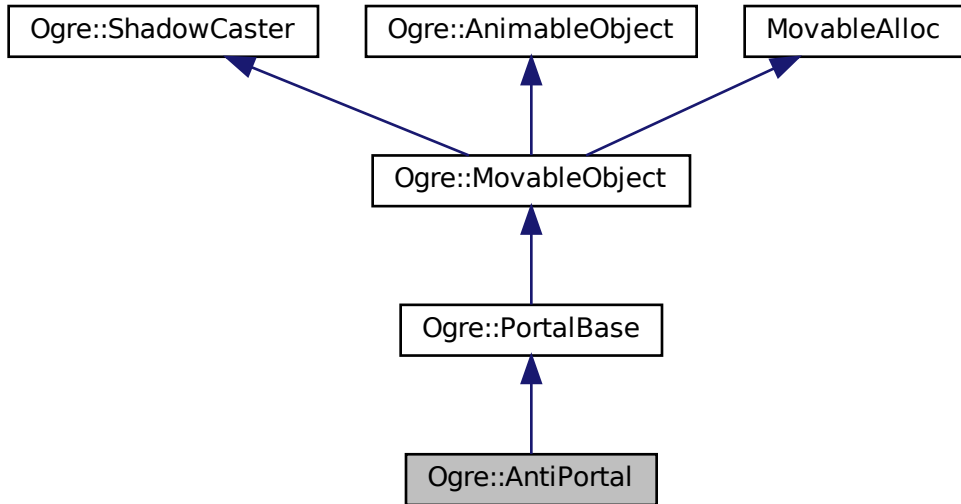 Ogre::ShadowCaster
Ogre::AnimableObject
MovableAlloc
Ogre::MovableObject
Ogre::PortalBase
Ogre::AntiPortal